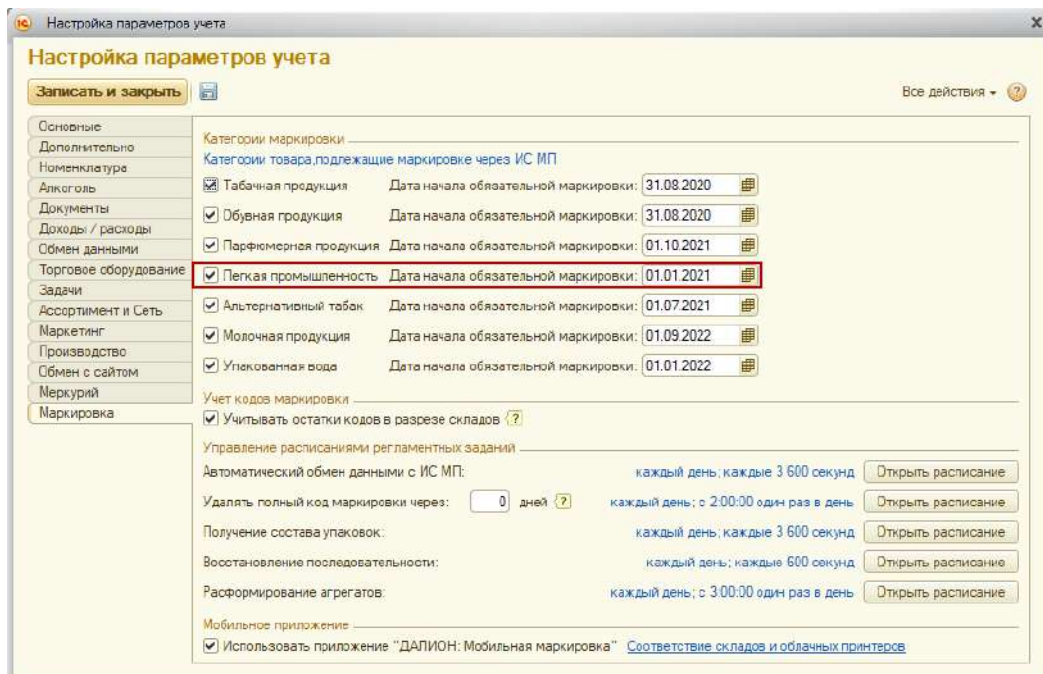 1С Настройка параметров учета
Настройка параметров учета
Записать и закрыть
Все действия
Основные
Дополнительно
Номенклатура
Алкоголь
Документы
Доходы / расходы
Обмен данными
Торговое оборудование
Задачи
Ассортимент и Сеть
Маркетинг
Производство
Обмен с сайтом
Меркурий
Маркировка
Категории маркировки
Категории товара,подлежащие маркировке через ИС МП
Табачная продукция Дата начала обязательной маркировки: 31.08.2020
Обувная продукция Дата начала обязательной маркировки: 31.08.2020
Парфюмерная продукция Дата начала обязательной маркировки: 01.10.2021
Легкая промышленность Дата начала обязательной маркировки: 01.01.2021
Альтернативный табак Дата начала обязательной маркировки: 01.07.2021
Молочная продукция Дата начала обязательной маркировки: 01.09.2022
Упакованная вода Дата начала обязательной маркировки: 01.01.2022
Учет кодов маркировки
Учитывать остатки кодов в разрезе складов ?
Управление расписаниями регламентных заданий
Автоматический обмен данными с ИС МП: каждый день; каждые 3 600 секунд Открыть расписание
Удалять полный код маркировки через: 0 дней ? каждый день; с 2:00:00 один раз в день Открыть расписание
Получение состава упаковок: каждый день; каждые 3 600 секунд Открыть расписание
Восстановление последовательности: каждый день; каждые 600 секунд Открыть расписание
Расформирование агрегатов: каждый день; с 3:00:00 один раз в день Открыть расписание
Мобильное приложение
Использовать приложение "ДАЛИОН: Мобильная маркировка" Соответствие складов и облачных принтеров